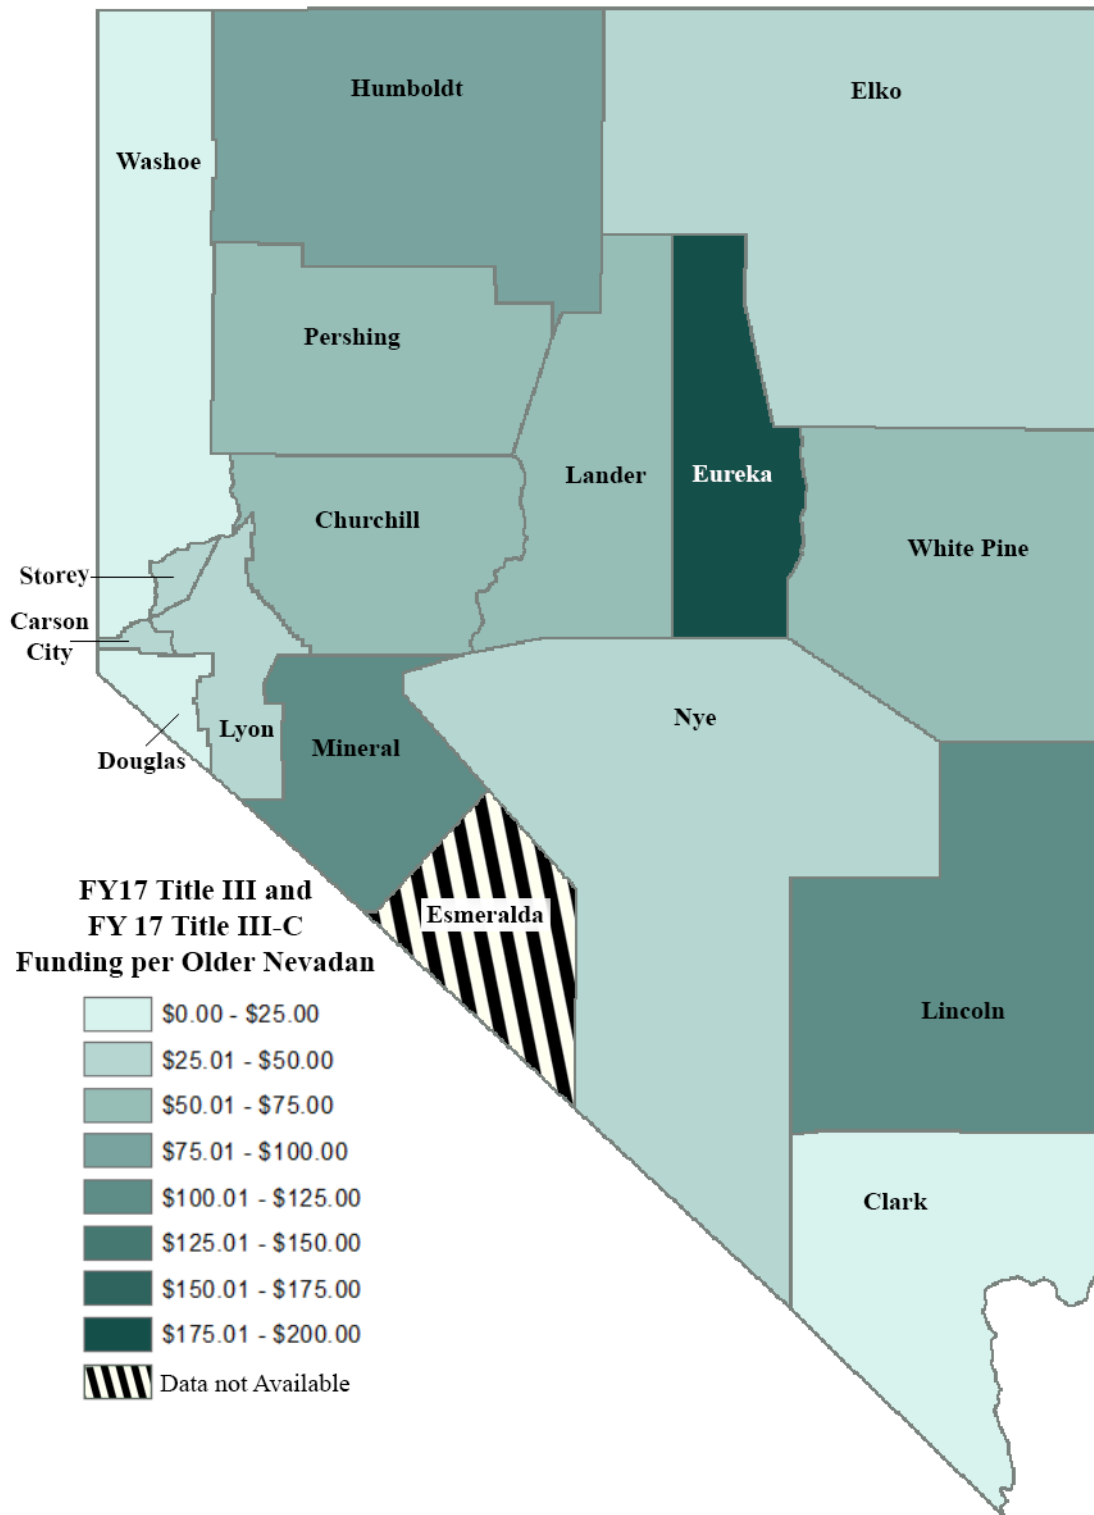 Humboldt
Elko
Washoe
Pershing
Lander
Eureka
Churchill
White Pine
Storey
Carson
City
Nye
Lyon
Mineral
Douglas
Esmeralda
Lincoln
Clark
FY17 Title III and
FY 17 Title III-C
Funding per Older Nevadan
$0.00 - $25.00
$25.01 - $50.00
$50.01 - $75.00
$75.01 - $100.00
$100.01 - $125.00
$125.01 - $150.00
$150.01 - $175.00
$175.01 - $200.00
Data not Available